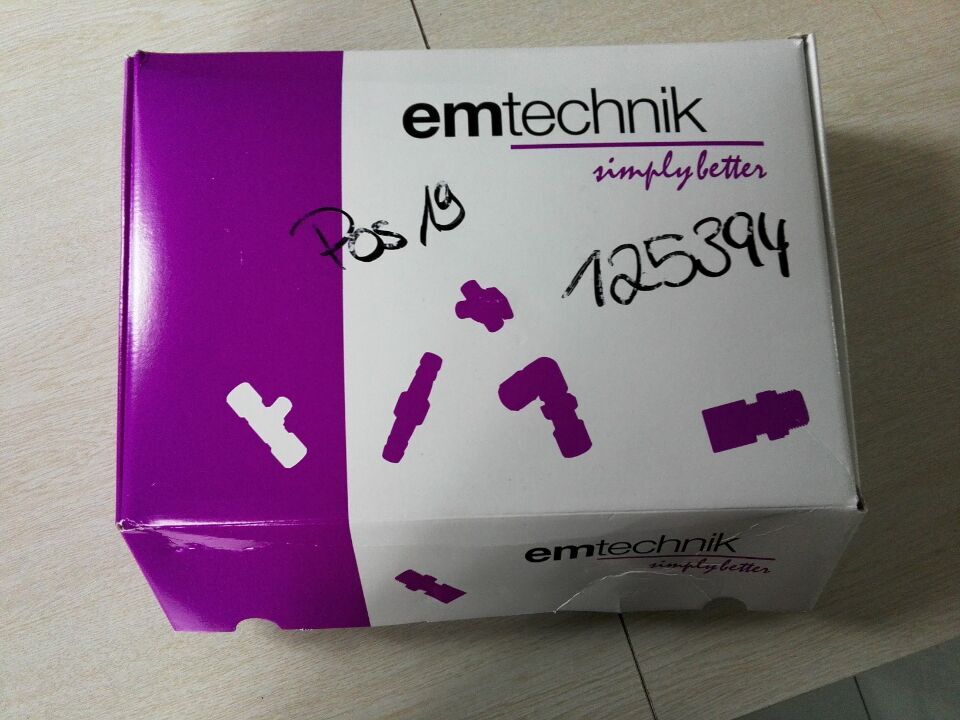 emtechnik
simply better
Pos 19
125394
emtechnik
simply better